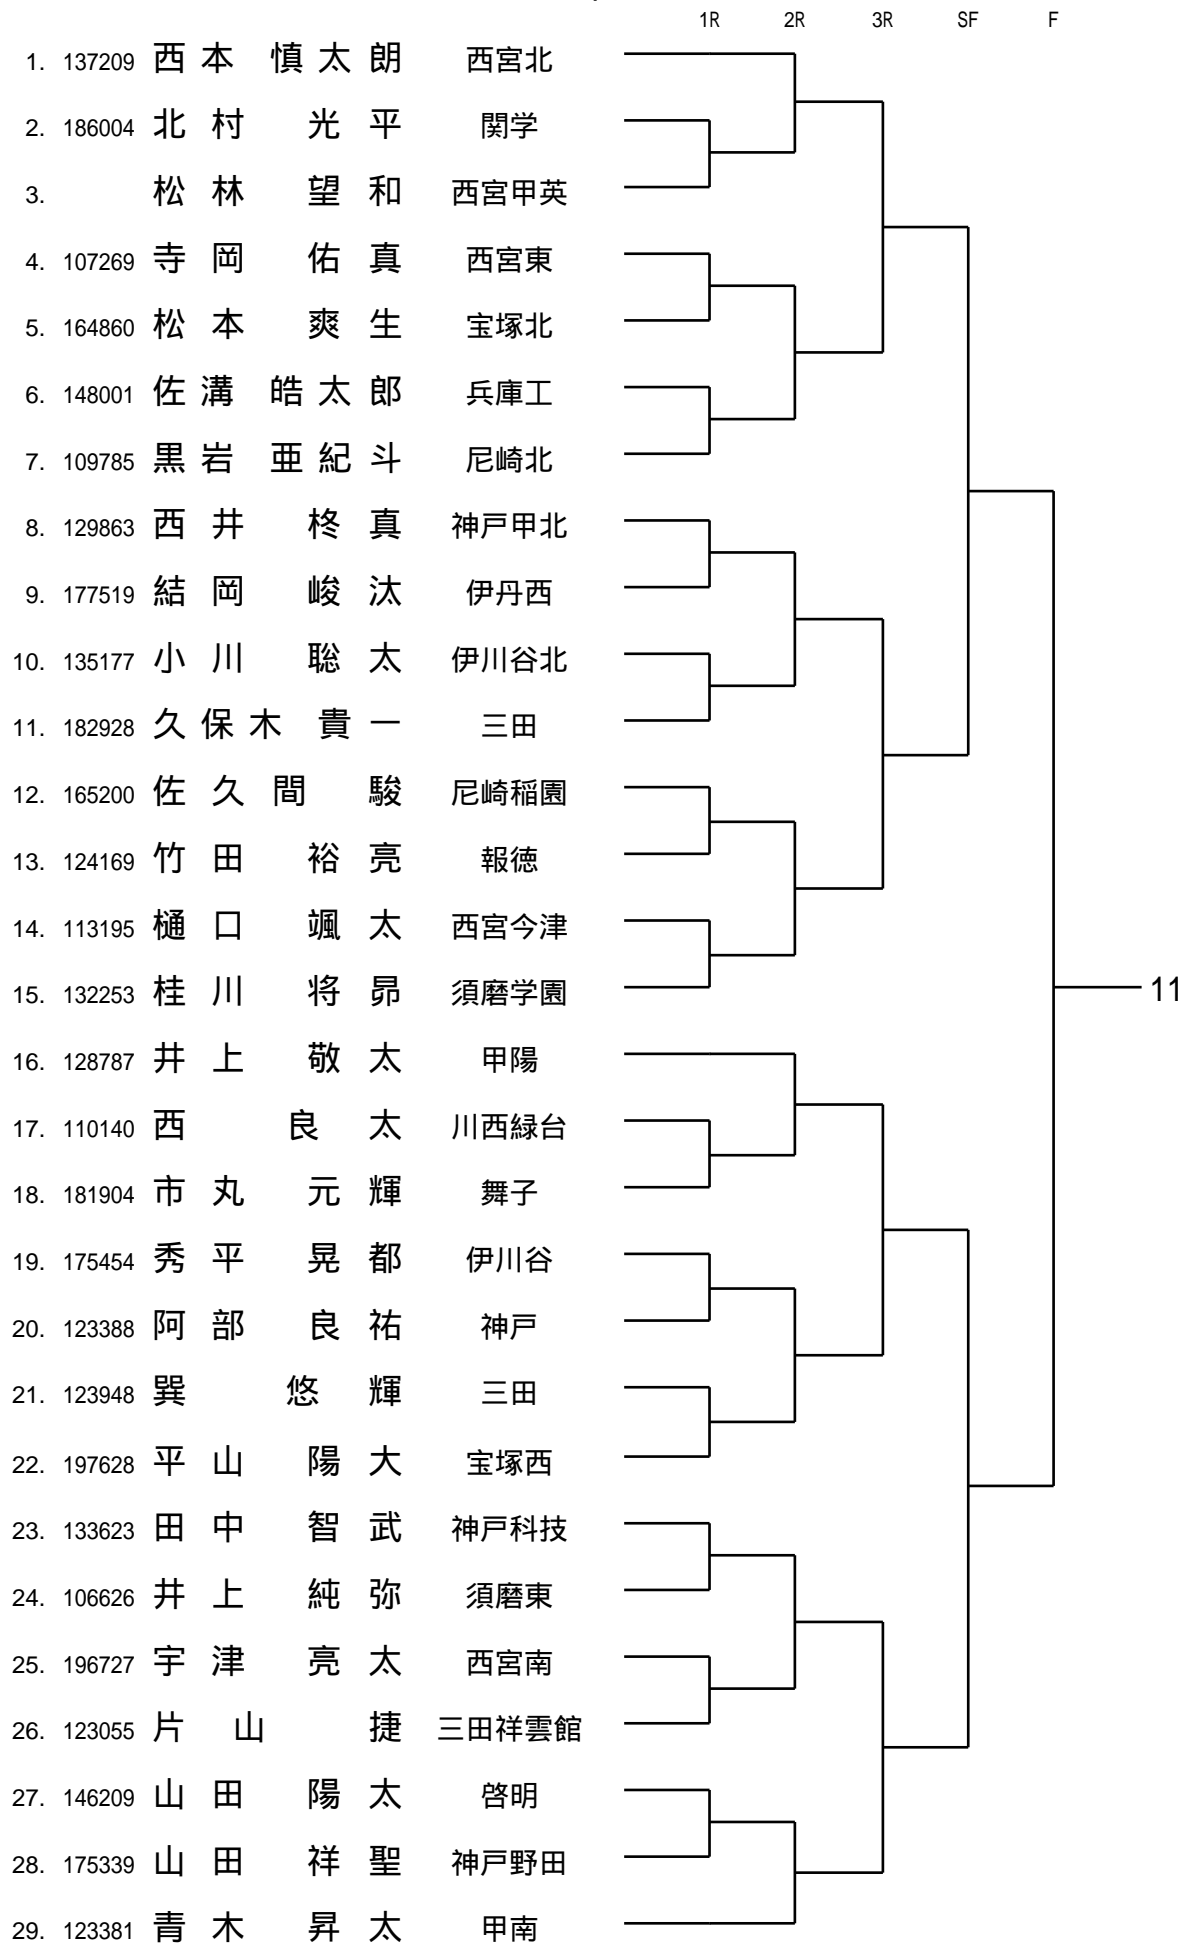 1R 2R 3R SF F
1. 137209 西本 慎太朗 西宮北
2. 186004 北村 光平 関学
3. 松林 望和 西宮甲英
4. 107269 寺岡 佑真 西宮東
5. 164860 松本 爽生 宝塚北
6. 148001 佐溝 皓太郎 兵庫工
7. 109785 黒岩 亜紀斗 尼崎北
8. 129863 西井 柊真 神戸甲北
9. 177519 結岡 峻汰 伊丹西
10. 135177 小川 聡太 伊川谷北
11. 182928 久保木 貴一 三田
12. 165200 佐久間 駿 尼崎稲園
13. 124169 竹田 裕亮 報徳
14. 113195 樋口 颯太 西宮今津
15. 132253 桂川 将昴 須磨学園
11
16. 128787 井上 敬太 甲陽
17. 110140 西 良太 川西緑台
18. 181904 市丸 元輝 舞子
19. 175454 秀平 晃都 伊川谷
20. 123388 阿部 良祐 神戸
21. 123948 巽 悠輝 三田
22. 197628 平山 陽大 宝塚西
23. 133623 田中 智武 神戸科技
24. 106626 井上 純弥 須磨東
25. 196727 宇津 亮太 西宮南
26. 123055 片山 捷 三田祥雲館
27. 146209 山田 陽太 啓明
28. 175339 山田 祥聖 神戸野田
29. 123381 青木 昇太 甲南